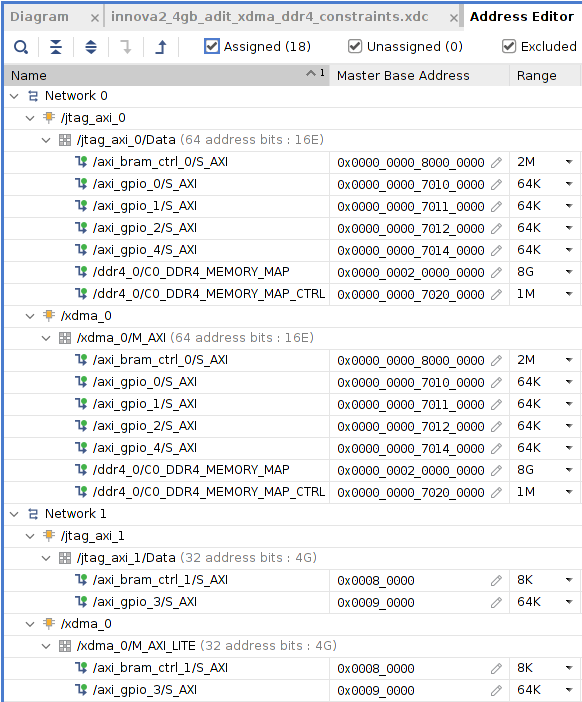 Diagram × innova2_4gb_adit_xdma_ddr4_constraints.xdc × Address Editor
Assigned (18) Unassigned (0) Excluded
Name 1 Master Base Address Range
Network 0
/jtag_axi_0
/jtag_axi_0/Data (64 address bits : 16E)
/axi_bram_ctrl_0/S_AXI 0x0000_0000_8000_0000 2M
/axi_gpio_0/S_AXI 0x0000_0000_7010_0000 64K
/axi_gpio_1/S_AXI 0x0000_0000_7011_0000 64K
/axi_gpio_2/S_AXI 0x0000_0000_7012_0000 64K
/axi_gpio_4/S_AXI 0x0000_0000_7014_0000 64K
/ddr4_0/C0_DDR4_MEMORY_MAP 0x0000_0002_0000_0000 8G
/ddr4_0/C0_DDR4_MEMORY_MAP_CTRL 0x0000_0000_7020_0000 1M
/xdma_0
/xdma_0/M_AXI (64 address bits : 16E)
/axi_bram_ctrl_0/S_AXI 0x0000_0000_8000_0000 2M
/axi_gpio_0/S_AXI 0x0000_0000_7010_0000 64K
/axi_gpio_1/S_AXI 0x0000_0000_7011_0000 64K
/axi_gpio_2/S_AXI 0x0000_0000_7012_0000 64K
/axi_gpio_4/S_AXI 0x0000_0000_7014_0000 64K
/ddr4_0/C0_DDR4_MEMORY_MAP 0x0000_0002_0000_0000 8G
/ddr4_0/C0_DDR4_MEMORY_MAP_CTRL 0x0000_0000_7020_0000 1M
Network 1
/jtag_axi_1
/jtag_axi_1/Data (32 address bits : 4G)
/axi_bram_ctrl_1/S_AXI 0x0008_0000 8K
/axi_gpio_3/S_AXI 0x0009_0000 64K
/xdma_0
/xdma_0/M_AXI_LITE (32 address bits : 4G)
/axi_bram_ctrl_1/S_AXI 0x0008_0000 8K
/axi_gpio_3/S_AXI 0x0009_0000 64K